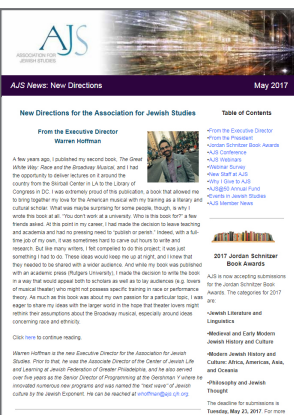 AJS
ASSOCIATION FOR
JEWISH STUDIES
AJS News: New Directions
May 2017
New Directions for the Association for Jewish Studies
From the Executive Director
Warren Hoffman
A few years ago, I published my second book, The Great
White Way: Race and the Broadway Musical, and I had
the opportunity to deliver lectures on it around the
country from the Skirball Center in LA to the Library of
Congress in DC. I was extremely proud of this publication, a book that allowed me
to bring together my love for the American musical with my training as a literary and
cultural scholar. What was maybe surprising for some people, though, is why I
wrote this book at all. "You don't work at a university. Who is this book for?" a few
friends asked. At this point in my career, I had made the decision to leave teaching
and academia and had no pressing need to "publish or perish." Indeed, with a full-
time job of my own, it was sometimes hard to carve out hours to write and
research. But like many writers, I felt compelled to do this project; it was just
something I had to do. These ideas would keep me up at night, and I knew that
they needed to be shared with a wider audience. And while my book was published
with an academic press (Rutgers University), I made the decision to write the book
in a way that would appeal both to scholars as well as to lay audiences (e.g. lovers
of musical theater) who might not possess specific training in race or performance
theory. As much as this book was about my own passion for a particular topic, I was
eager to share my ideas with the larger world in the hope that theater lovers might
rethink their assumptions about the Broadway musical, especially around ideas
concerning race and ethnicity.
Click here to continue reading.
Warren Hoffman is the new Executive Director for the Association for Jewish
Studies. Prior to that, he was the Associate Director of the Center of Jewish Life
and Learning at Jewish Federation of Greater Philadelphia, and he also served
over five years as the Senior Director of Programming at the Gershman Y where he
innovated numerous new programs and was named the "next wave" of Jewish
culture by the Jewish Exponent. He can be reached at whoffman@ajs.cjh.org.
Table of Contents
•From the Executive Director
•From the President
•Jordan Schnitzer Book Awards
•AJS Conference
•AJS Webinars
•Webinar Survey
•New Staff at AJS
•Why I Give to AJS
•AJS@50 Annual Fund
•Events in Jewish Studies
•AJS Member News
2017 Jordan Schnitzer
Book Awards
AJS is now accepting submissions
for the Jordan Schnitzer Book
Awards. The categories for 2017
are:
•Jewish Literature and
Linguistics
•Medieval and Early Modern
Jewish History and Culture
•Modern Jewish History and
Culture: Africa, Americas, Asia,
and Oceania
•Philosophy and Jewish
Thought
The deadline for submissions is
Tuesday, May 23, 2017. For more